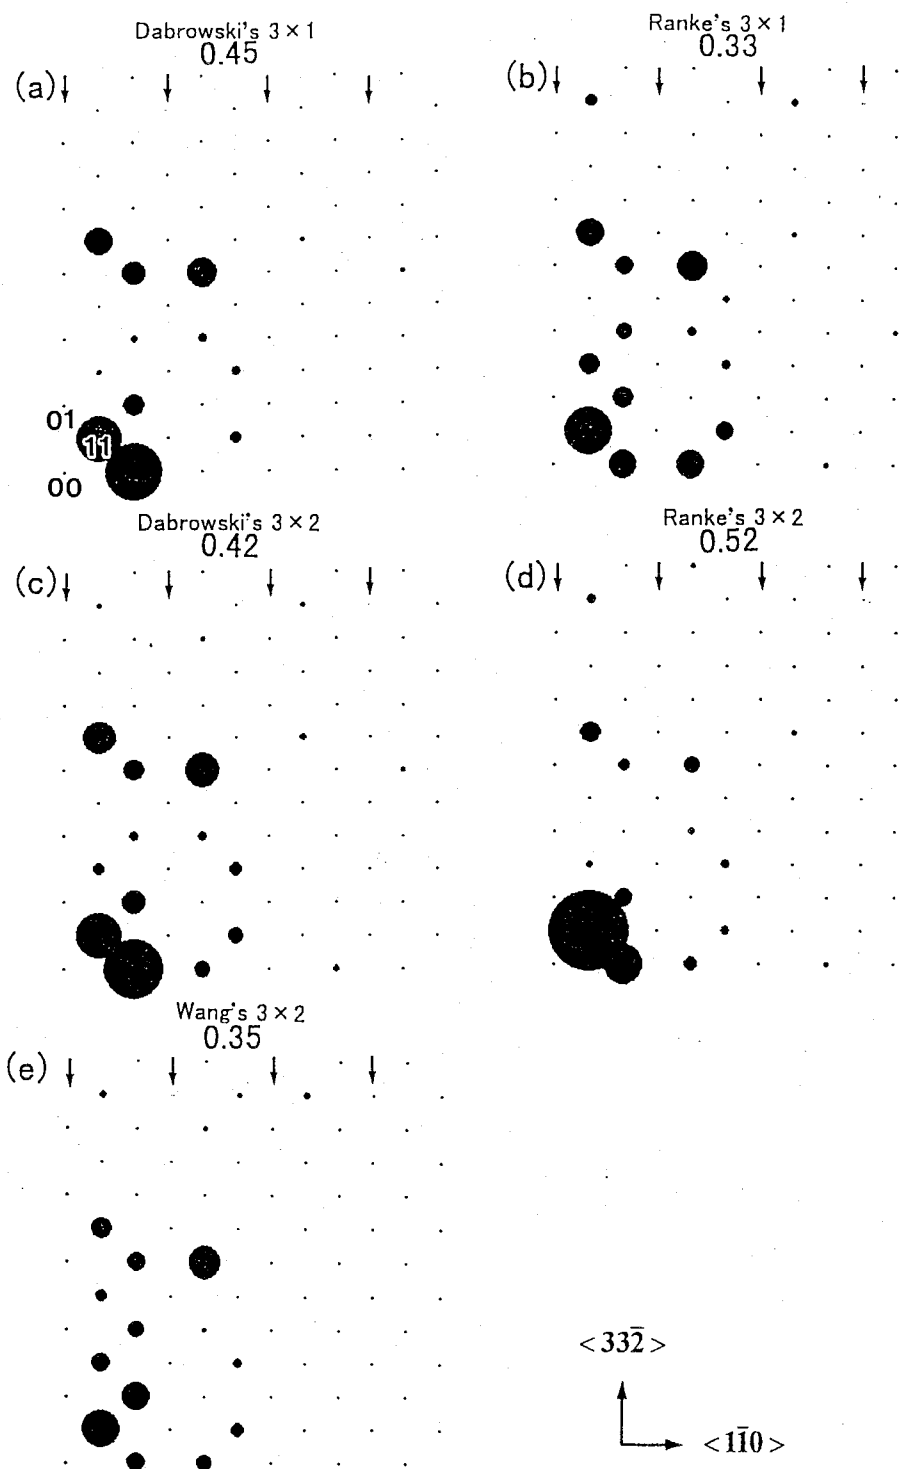 Dabrowski's 3×1
0.45
(a)
01
11
00
Ranke's 3×1
0.33
(b)
Dabrowski's 3×2
0.42
(c)
Ranke's 3×2
0.52
(d)
Wang's 3×2
0.35
(e)
<332̅>
<11̅0>